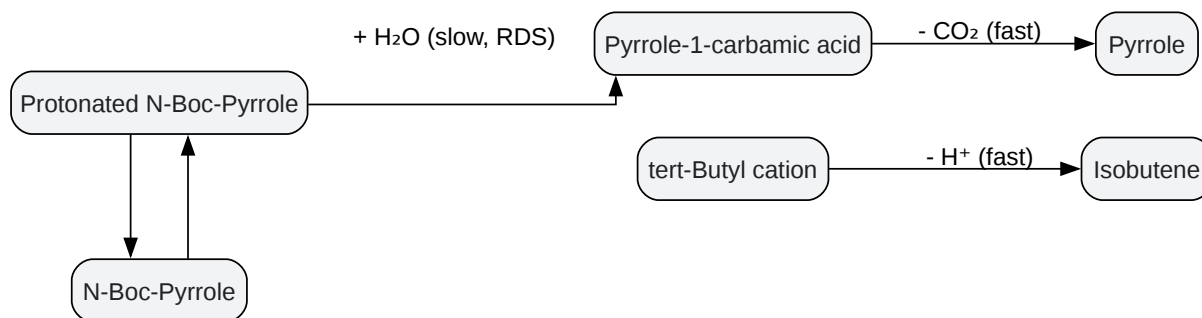 + H₂O (slow, RDS)
Pyrrole-1-carbamic acid
- CO₂ (fast)
Pyrrole
Protonated N-Boc-Pyrrole
tert-Butyl cation
- H⁺ (fast)
Isobutene
N-Boc-Pyrrole